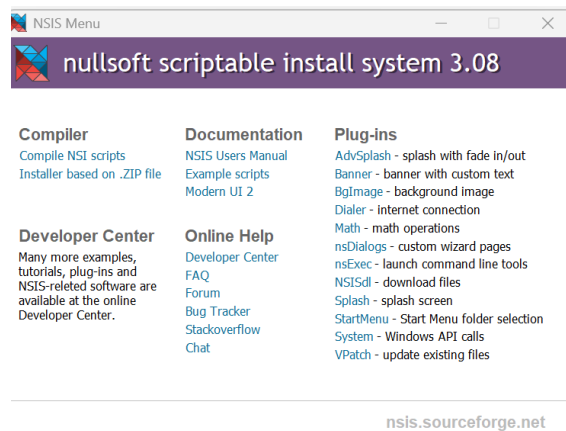 NSIS Menu
nullsoft scriptable install system 3.08
Compiler
Compile NSI scripts
Installer based on .ZIP file
Developer Center
Many more examples,
tutorials, plug-ins and
NSIS-releted software are
available at the online
Developer Center.
Documentation
NSIS Users Manual
Example scripts
Modern UI 2
Online Help
Developer Center
FAQ
Forum
Bug Tracker
Stackoverflow
Chat
Plug-ins
AdvSplash - splash with fade in/out
Banner - banner with custom text
BgImage - background image
Dialer - internet connection
Math - math operations
nsDialogs - custom wizard pages
nsExec - launch command line tools
NSISdl - download files
Splash - splash screen
StartMenu - Start Menu folder selection
System - Windows API calls
VPatch - update existing files
nsis.sourceforge.net